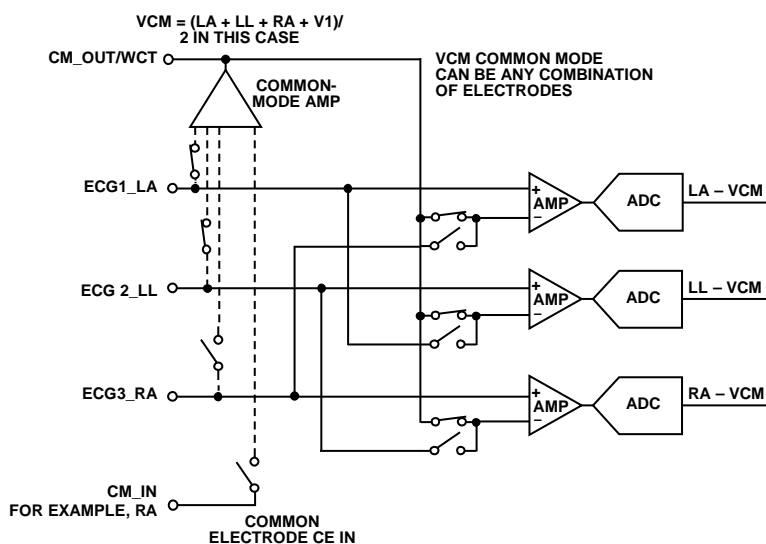 VCM = (LA + LL + RA + V1)/
2 IN THIS CASE
CM_OUT/WCT
COMMON-
MODE AMP
VCM COMMON MODE
CAN BE ANY COMBINATION
OF ELECTRODES
ECG1_LA
+
AMP
–
ADC
LA – VCM
ECG 2_LL
+
AMP
–
ADC
LL – VCM
ECG3_RA
+
AMP
–
ADC
RA – VCM
CM_IN
FOR EXAMPLE, RA
COMMON
ELECTRODE CE IN